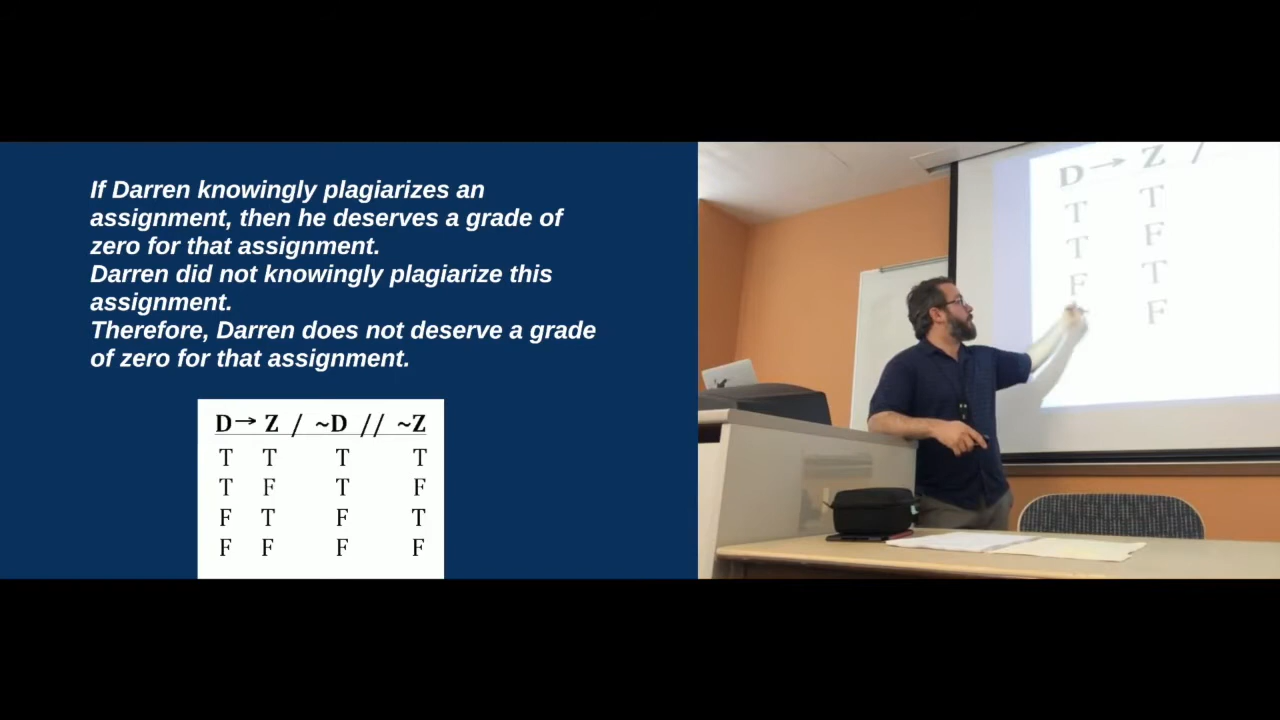 If Darren knowingly plagiarizes an
assignment, then he deserves a grade of
zero for that assignment.
Darren did not knowingly plagiarize this
assignment.
Therefore, Darren does not deserve a grade
of zero for that assignment.
D→ Z / ~D // ~Z
T T T T
T F T F
F T F T
F F F F
D → Z /
T T
T F
F T
F